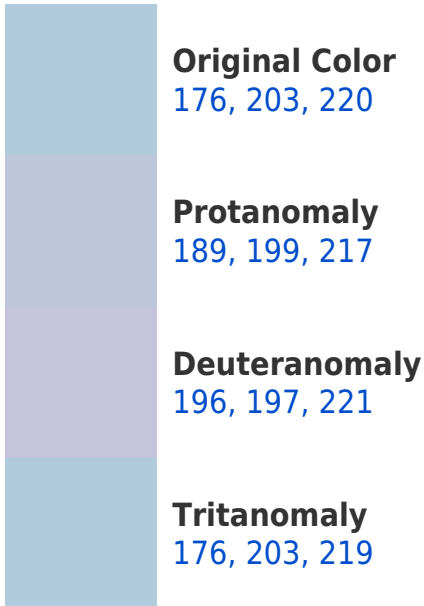 Original Color
176, 203, 220
Protanomaly
189, 199, 217
Deuteranomaly
196, 197, 221
Tritanomaly
176, 203, 219